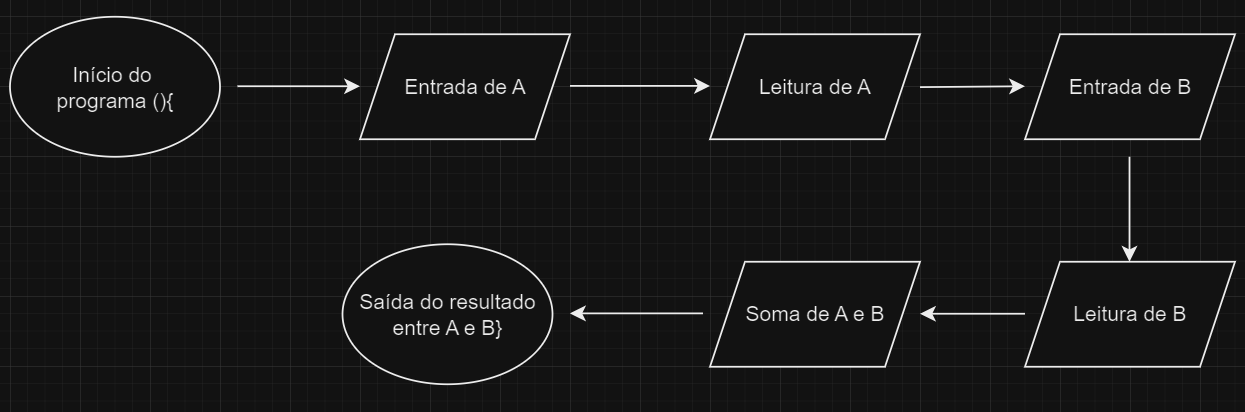 Início do
programa (){
Entrada de A
Leitura de A
Entrada de B
Leitura de B
Soma de A e B
Saída do resultado
entre A e B}